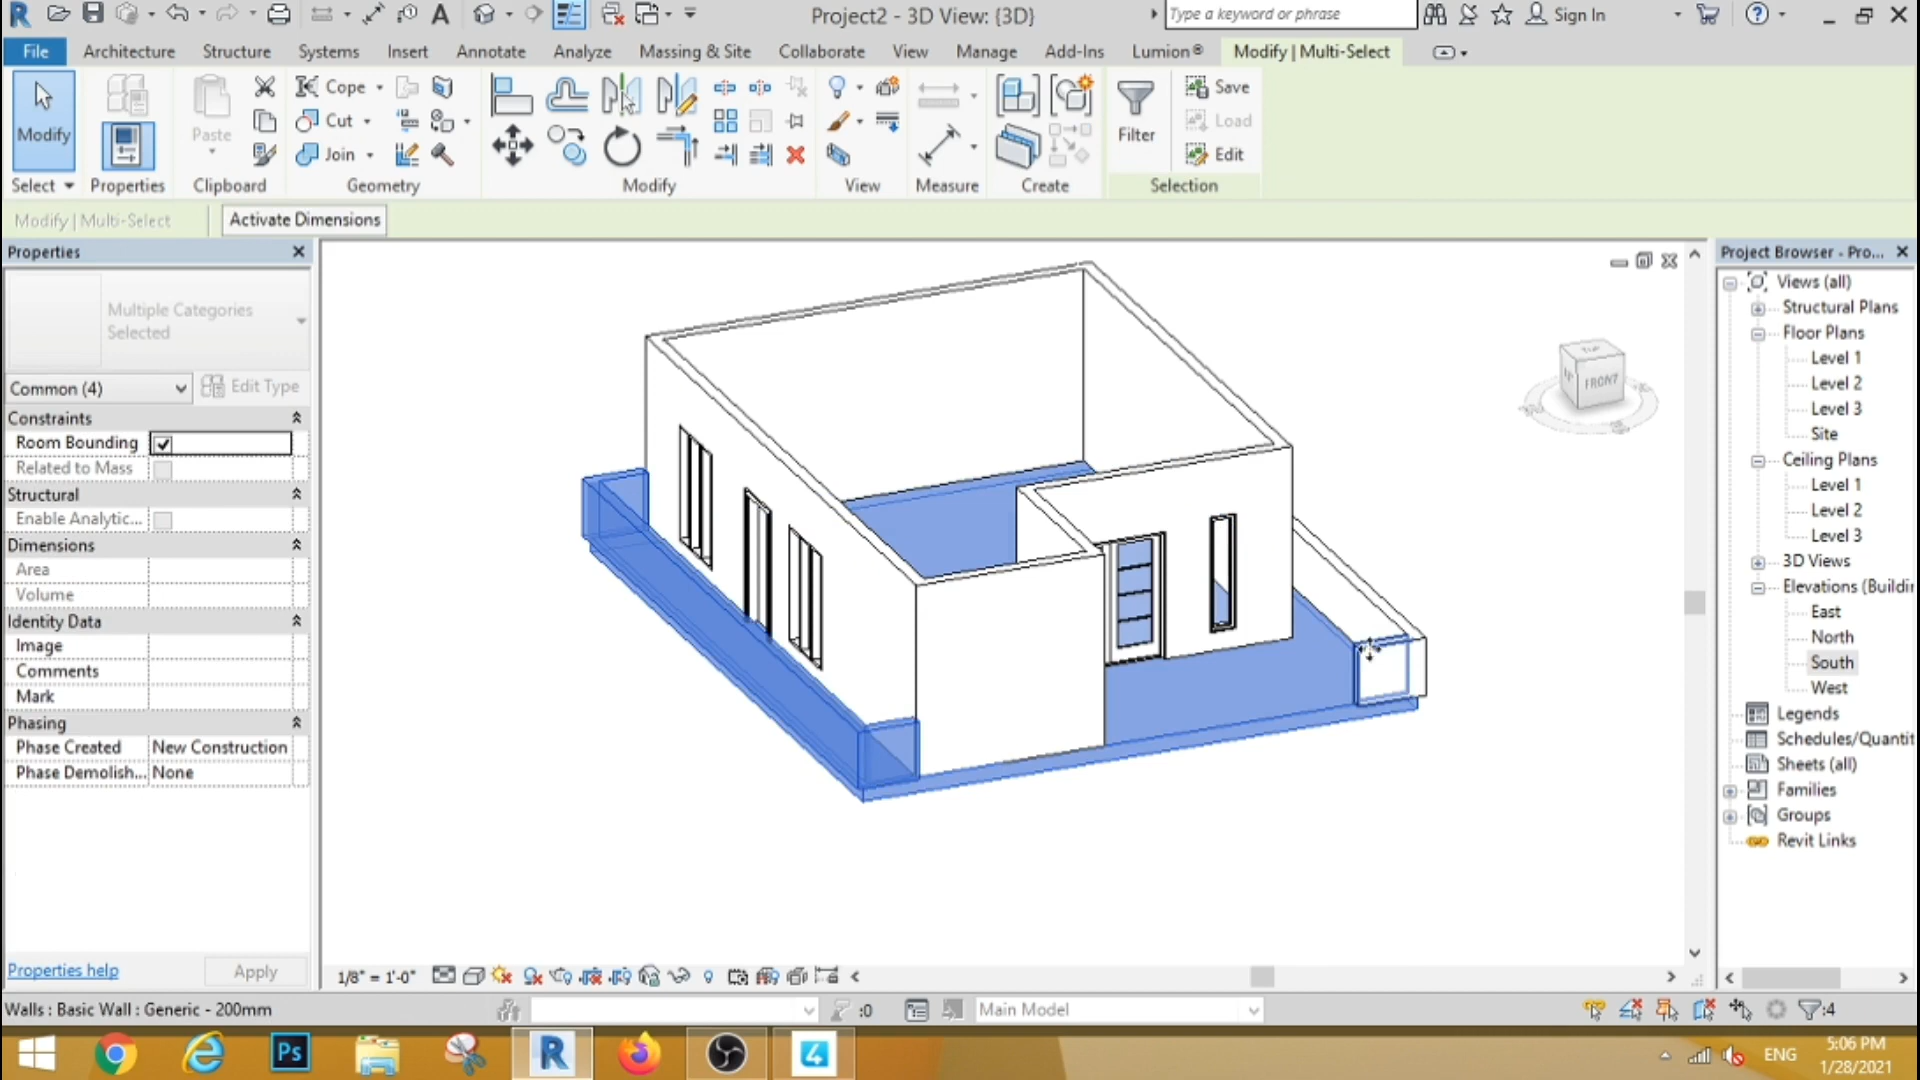 Project2 - 3D View: {3D}
Type a keyword or phrase
Sign In
File
Architecture
Structure
Systems
Insert
Annotate
Analyze
Massing & Site
Collaborate
View
Manage
Add-Ins
Lumion®
Modify | Multi-Select
Modify
Paste
Cope
Cut
Join
Filter
Save
Load
Edit
Select
Properties
Clipboard
Geometry
Modify
View
Measure
Create
Selection
Modify | Multi-Select
Activate Dimensions
Properties
Multiple Categories
Selected
Common (4)
Edit Type
Constraints
Room Bounding
Related to Mass
Structural
Enable Analytic...
Dimensions
Area
Volume
Identity Data
Image
Comments
Mark
Phasing
Phase Created New Construction
Phase Demolish... None
Properties help
Apply
TOP
FRONT
Project Browser - Pro...
Views (all)
Structural Plans
Floor Plans
Level 1
Level 2
Level 3
Site
Ceiling Plans
Level 1
Level 2
Level 3
3D Views
Elevations (Buildin
East
North
South
West
Legends
Schedules/Quantit
Sheets (all)
Families
Groups
Revit Links
1/8" = 1'-0"
Walls : Basic Wall : Generic - 200mm
:0
Main Model
:4
Ps
R
4
ENG
5:06 PM
1/28/2021